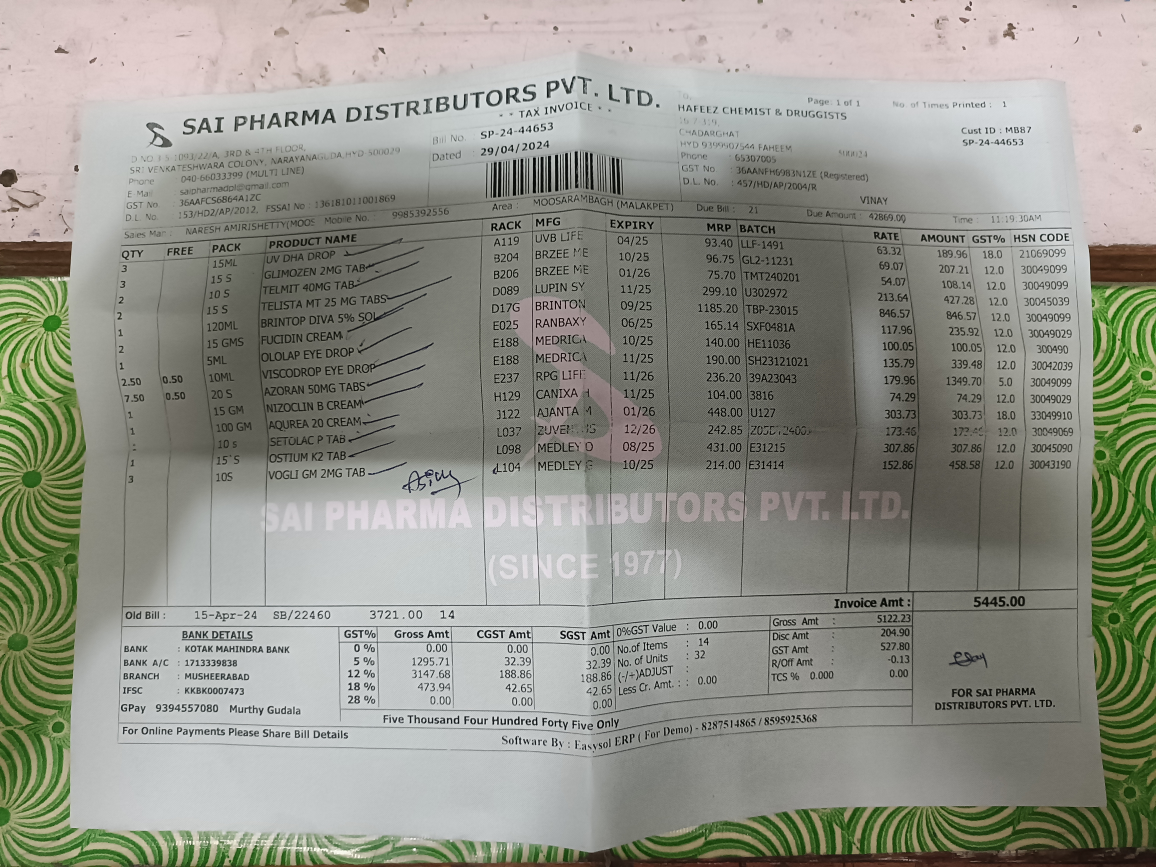 SAI PHARMA DISTRIBUTORS PVT. LTD.
* * TAX INVOICE * *
D NO 3 5 1093/22/A, 3RD & 4TH FLOOR,
SRI VENKATESHWARA COLONY, NARAYANAGUDA, HYD 500029
Phone : 040-66033399 (MULTI LINE)
E-Mail : saipharmadpl@gmail.com
GST No. : 36AAFCS6864A1ZC
D.L. No. : 153/HD2/AP/2012, FSSAI No : 136181011001869
Bill No. SP-24-44653
Dated 29/04/2024
Page: 1 of 1 No. of Times Printed : 1
HAFEEZ CHEMIST & DRUGGISTS
CHADARGHAT
HYD 9399907544 FAHEEM 500024
Phone : 65307005
GST No : 36AANFH6983N1ZE (Registered)
D.L. No. : 457/HD/AP/2004/R
Cust ID : MB87
SP-24-44653
VINAY
Sales Man : NARESH AMIRISHETTY(MOOS Mobile No. : 9985392556 Area : MOOSARAMBAGH (MALAKPET) Due Bill : 21 Due Amount : 42869.00 Time : 11:19:30AM
QTY FREE PACK PRODUCT NAME RACK MFG EXPIRY MRP BATCH RATE AMOUNT GST% HSN CODE
3 15ML UV DHA DROP A119 UVB LIFE 04/25 93.40 LLF-1491 63.32 189.96 18.0 21069099
3 15 S GLIMOZEN 2MG TAB B204 BRZEE ME 10/25 96.75 GL2-11231 69.07 207.21 12.0 30049099
2 10 S TELMIT 40MG TAB B206 BRZEE ME 01/26 75.70 TMT240201 54.07 108.14 12.0 30049099
2 15 S TELISTA MT 25 MG TABS D089 LUPIN SY 11/25 299.10 U302972 213.64 427.28 12.0 30045039
1 120ML BRINTOP DIVA 5% SOL D17G BRINTON 09/25 1185.20 TBP-23015 846.57 846.57 12.0 30049099
2 15 GMS FUCIDIN CREAM E025 RANBAXY 06/25 165.14 SXF0481A 117.96 235.92 12.0 30049029
1 5ML OLOLAP EYE DROP E188 MEDRICA 10/25 140.00 HE11036 100.05 100.05 12.0 300490
2.50 0.50 10ML VISCODROP EYE DROP E188 MEDRICA 11/25 190.00 SH23121021 135.79 339.48 12.0 30042039
7.50 0.50 20 S AZORAN 50MG TABS E237 RPG LIFE 11/26 236.20 39A23043 179.96 1349.70 5.0 30049099
1 15 GM NIZOCLIN B CREAM H129 CANIXA H 11/25 104.00 3816 74.29 74.29 12.0 30049029
1 100 GM AQUREA 20 CREAM J122 AJANTA M 01/26 448.00 U127 303.73 303.73 18.0 33049910
10 s SETOLAC P TAB L037 12/26 242.85 173.46 12.0 30049069
1 15 S OSTIUM K2 TAB L098 MEDLEY O 08/25 431.00 E31215 307.86 307.86 12.0 30045090
3 10S VOGLI GM 2MG TAB L104 MEDLEY G 10/25 214.00 E31414 152.86 458.58 12.0 30043190
SAI PHARMA DISTRIBUTORS PVT. LTD.
(SINCE 1977)
Old Bill : 15-Apr-24 SB/22460 3721.00 14
Invoice Amt : 5445.00
BANK DETAILS
BANK : KOTAK MAHINDRA BANK
BANK A/C : 1713339838
BRANCH : MUSHEERABAD
IFSC : KKBK0007473
GPay 9394557080 Murthy Gudala
GST% Gross Amt CGST Amt SGST Amt
0 % 0.00 0.00 0.00
5 % 1295.71 32.39 32.39
12 % 3147.68 188.86 188.86
18 % 473.94 42.65 42.65
28 % 0.00 0.00 0.00
0%GST Value : 0.00
No.of Items : 14
No. of Units : 32
(-/+)ADJUST :
Less Cr. Amt. : : 0.00
Gross Amt : 5122.23
Disc Amt 204.90
GST Amt : 527.80
R/Off Amt -0.13
TCS % 0.000 0.00
FOR SAI PHARMA
DISTRIBUTORS PVT. LTD.
Five Thousand Four Hundred Forty Five Only
For Online Payments Please Share Bill Details
Software By : Easysol ERP ( For Demo) - 8287514865 / 8595925368